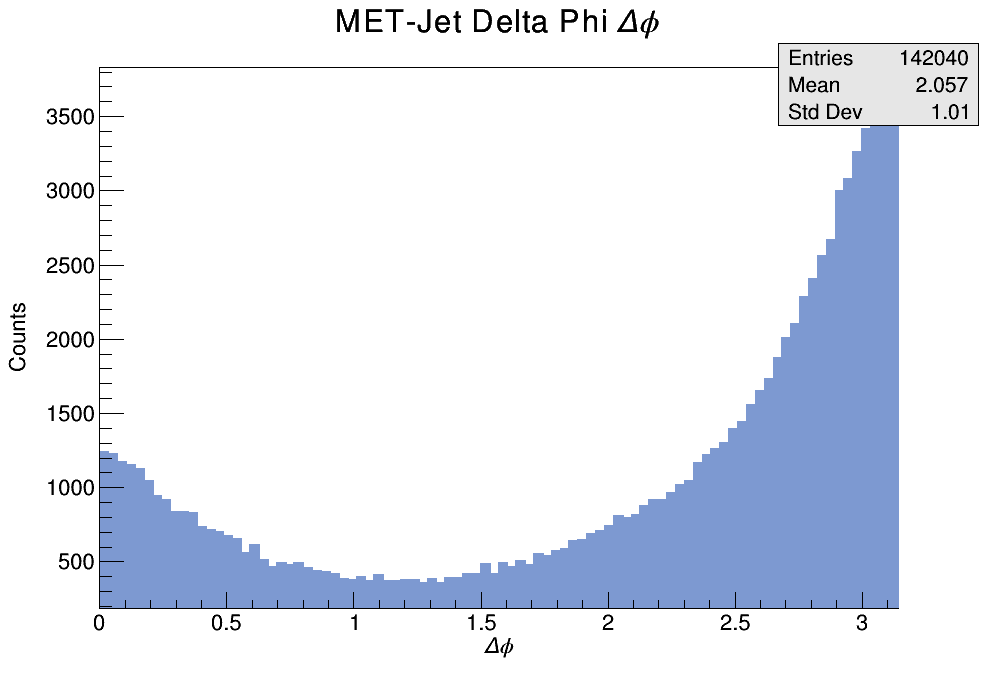 MET-Jet Delta Phi Δϕ
Entries 142040
Mean 2.057
Std Dev 1.01
3500
3000
2500
2000
1500
1000
500
Counts
0 0.5 1 1.5 2 2.5 3
Δϕ